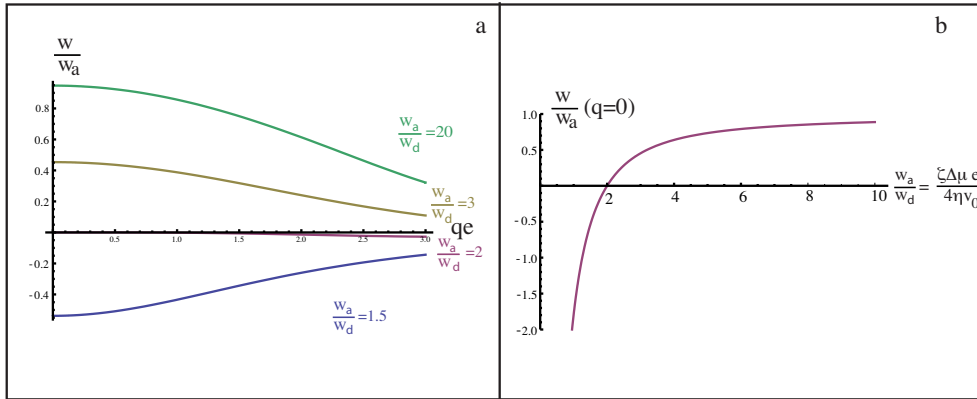 a
w
w_a
0.8
0.6
0.4
0.2
-0.2
-0.4
0.5
1.0
1.5
2.0
2.5
3.0
qe
w_a
w_d =20
w_a
w_d =3
w_a
w_d =2
w_a
w_d =1.5
b
w
w_a (q=0)
1.0
0.5
-0.5
-1.0
-1.5
-2.0
2 4 6 8 10
w_a ζΔμ e
w_d = 4ηv_0